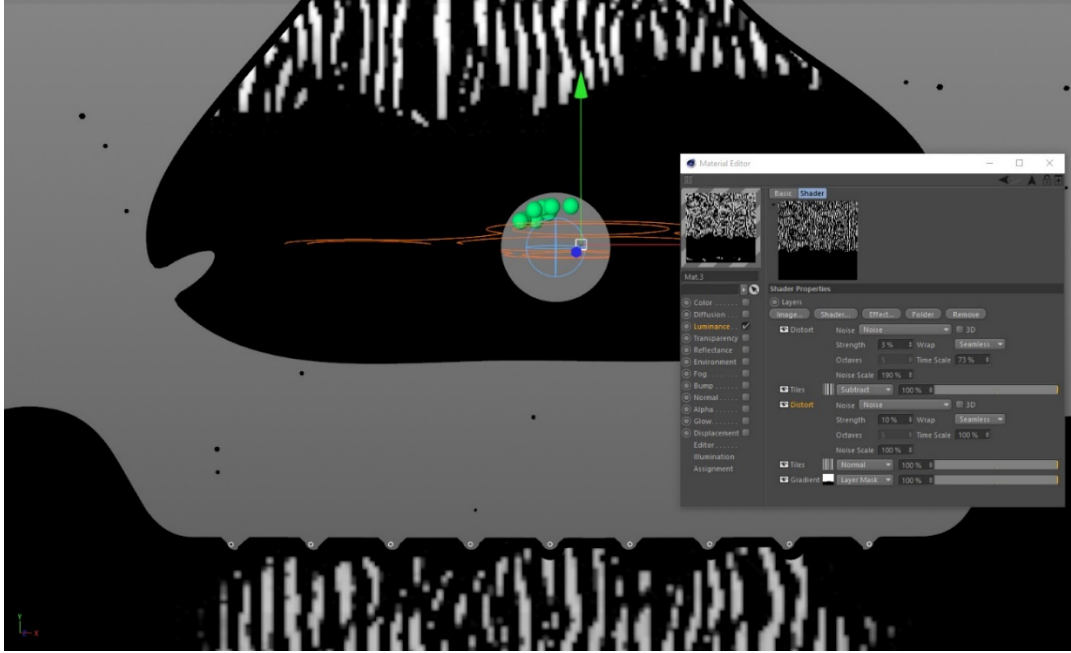 Material Editor
Basic Shader
Mat.3
Color . . . . . .
Diffusion . . . .
Luminance . .
Transparency
Reflectance
Environment
Fog . . . . . . . .
Bump . . . . . .
Normal . . . . .
Alpha . . . . . .
Glow . . . . . . .
Displacement
Editor . . . . . .
Illumination
Assignment
Shader Properties
Layers
Image... Shader... Effect... Folder Remove
Distort Noise Noise 3D
Strength 3 % Wrap Seamless
Octaves 5 Time Scale 73 %
Noise Scale 190 %
Tiles Subtract 100 %
Distort Noise Noise 3D
Strength 10 % Wrap Seamless
Octaves 5 Time Scale 100 %
Noise Scale 100 %
Tiles Normal 100 %
Gradient Layer Mask 100 %
Y
Z X